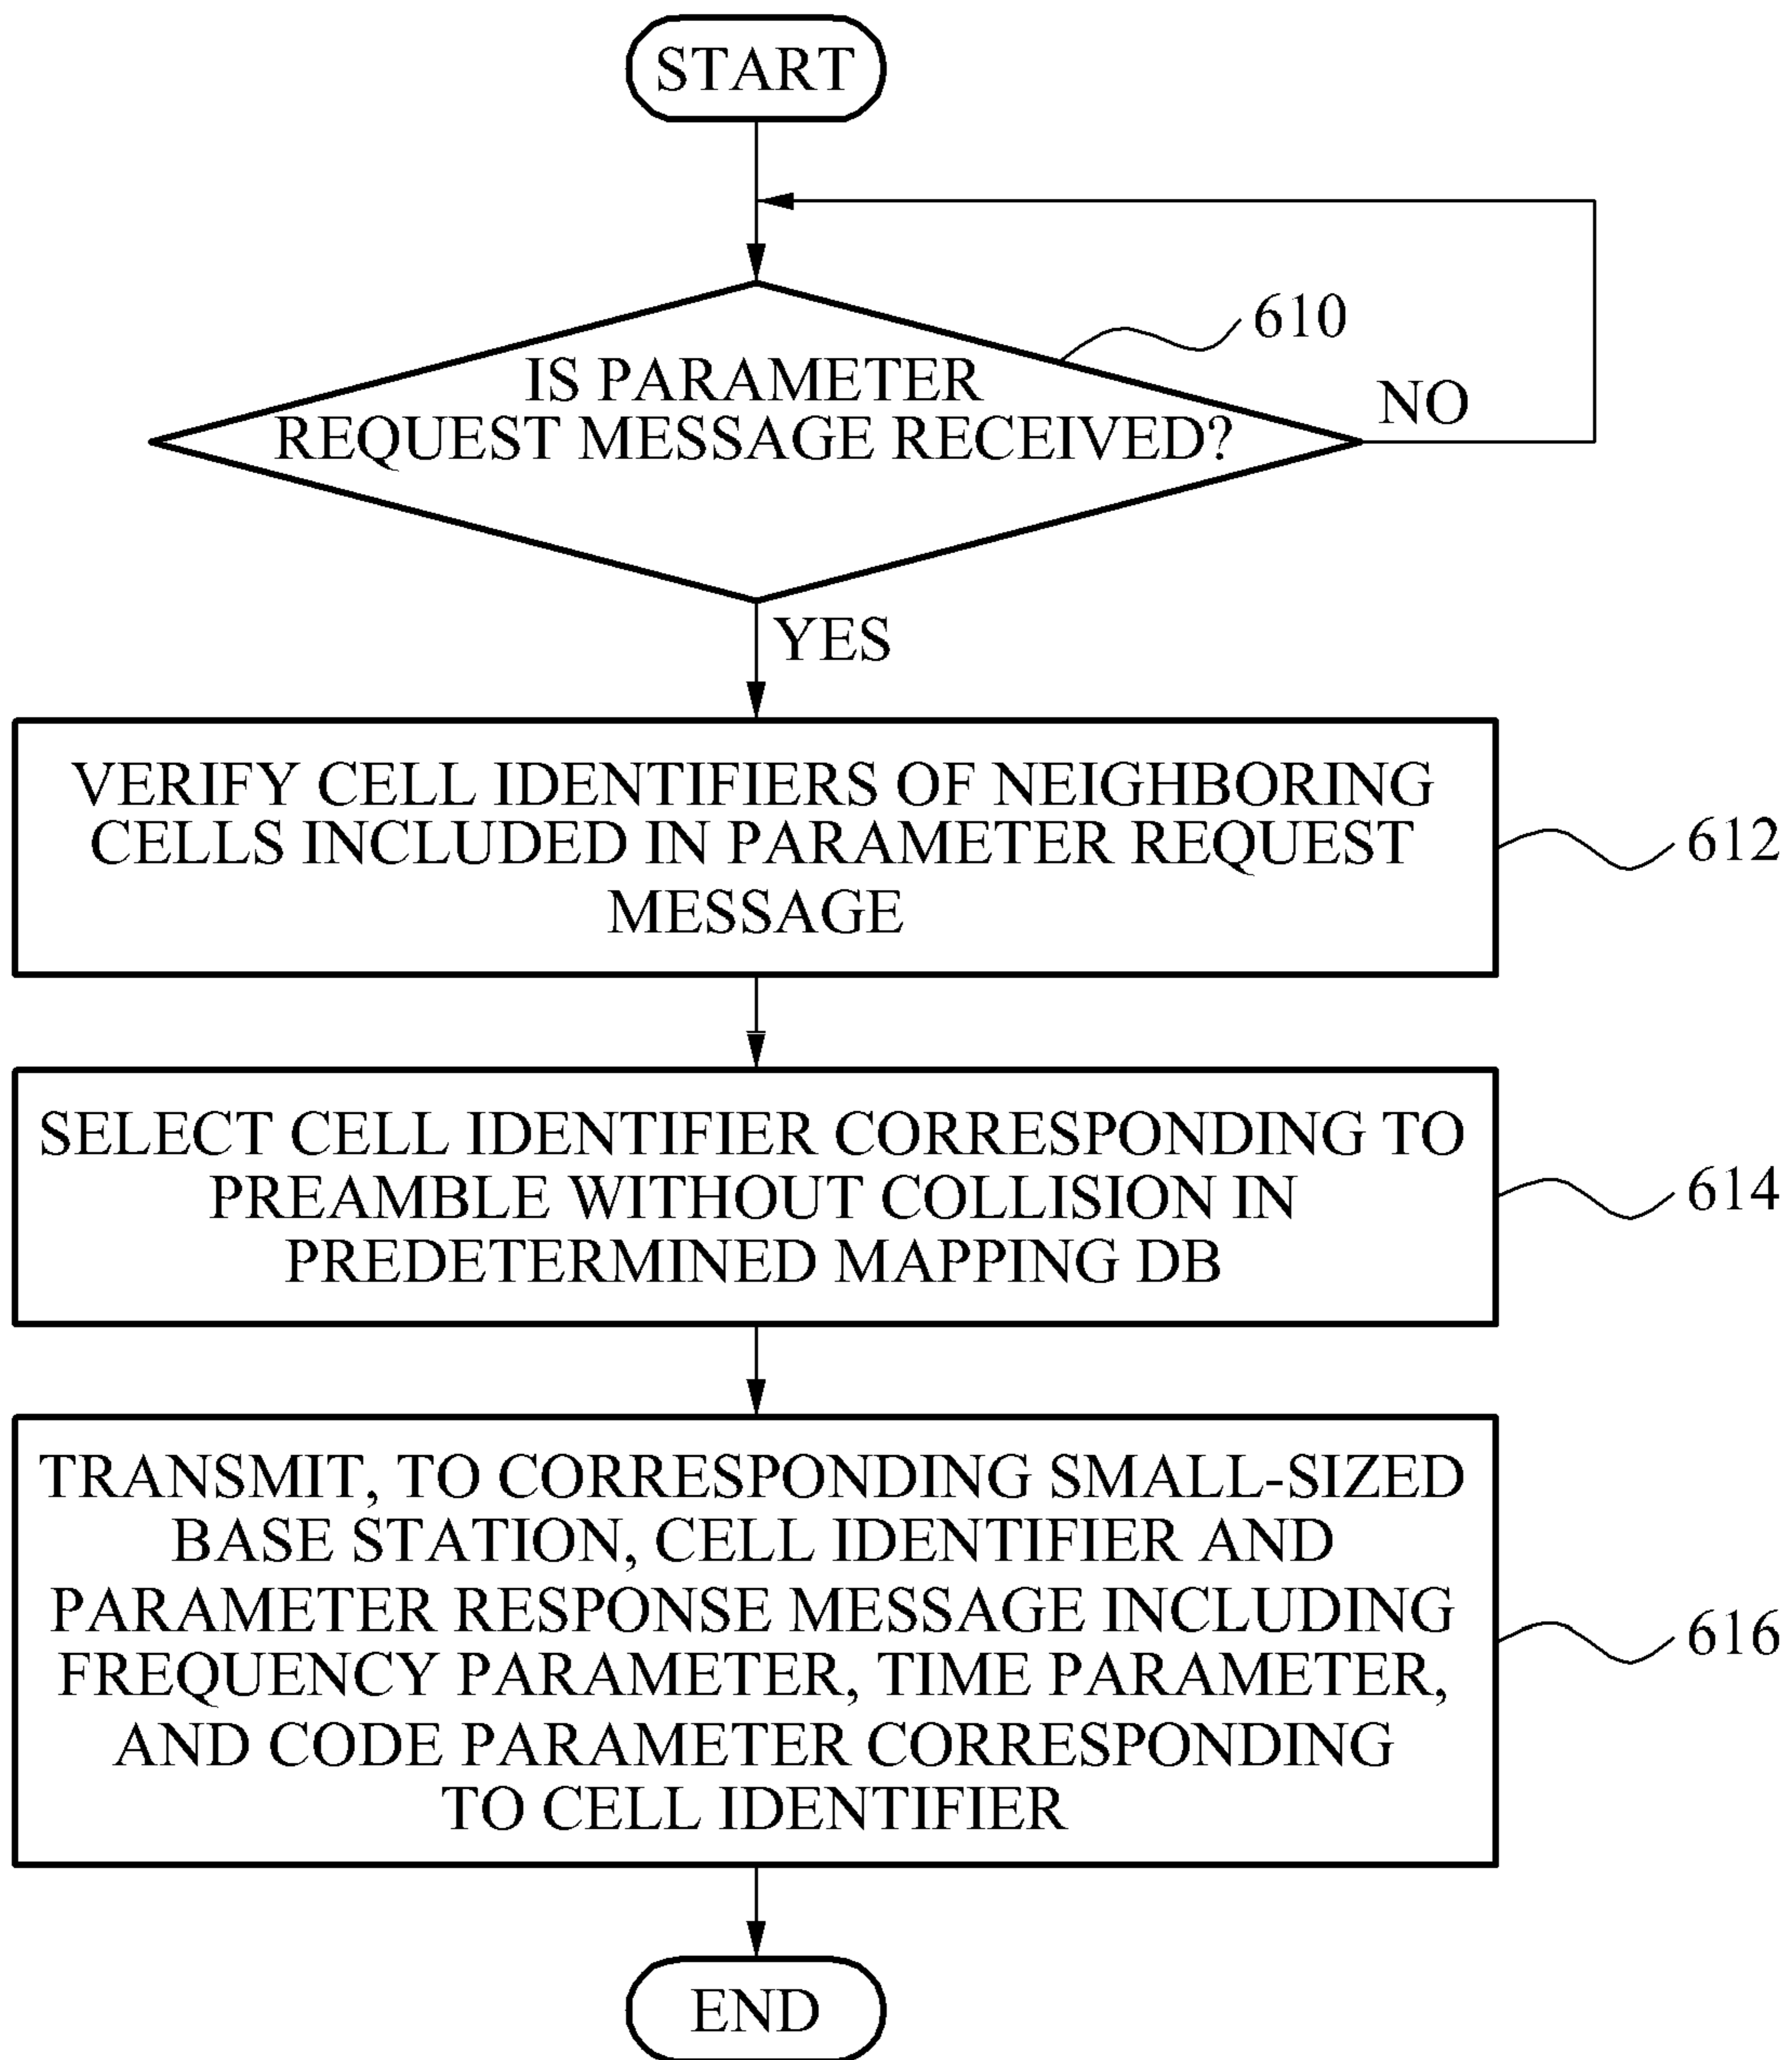 START
610
IS PARAMETER
REQUEST MESSAGE RECEIVED?
NO
YES
VERIFY CELL IDENTIFIERS OF NEIGHBORING
CELLS INCLUDED IN PARAMETER REQUEST
MESSAGE
612
SELECT CELL IDENTIFIER CORRESPONDING TO
PREAMBLE WITHOUT COLLISION IN
PREDETERMINED MAPPING DB
614
TRANSMIT, TO CORRESPONDING SMALL-SIZED
BASE STATION, CELL IDENTIFIER AND
PARAMETER RESPONSE MESSAGE INCLUDING
FREQUENCY PARAMETER, TIME PARAMETER,
AND CODE PARAMETER CORRESPONDING
TO CELL IDENTIFIER
616
END